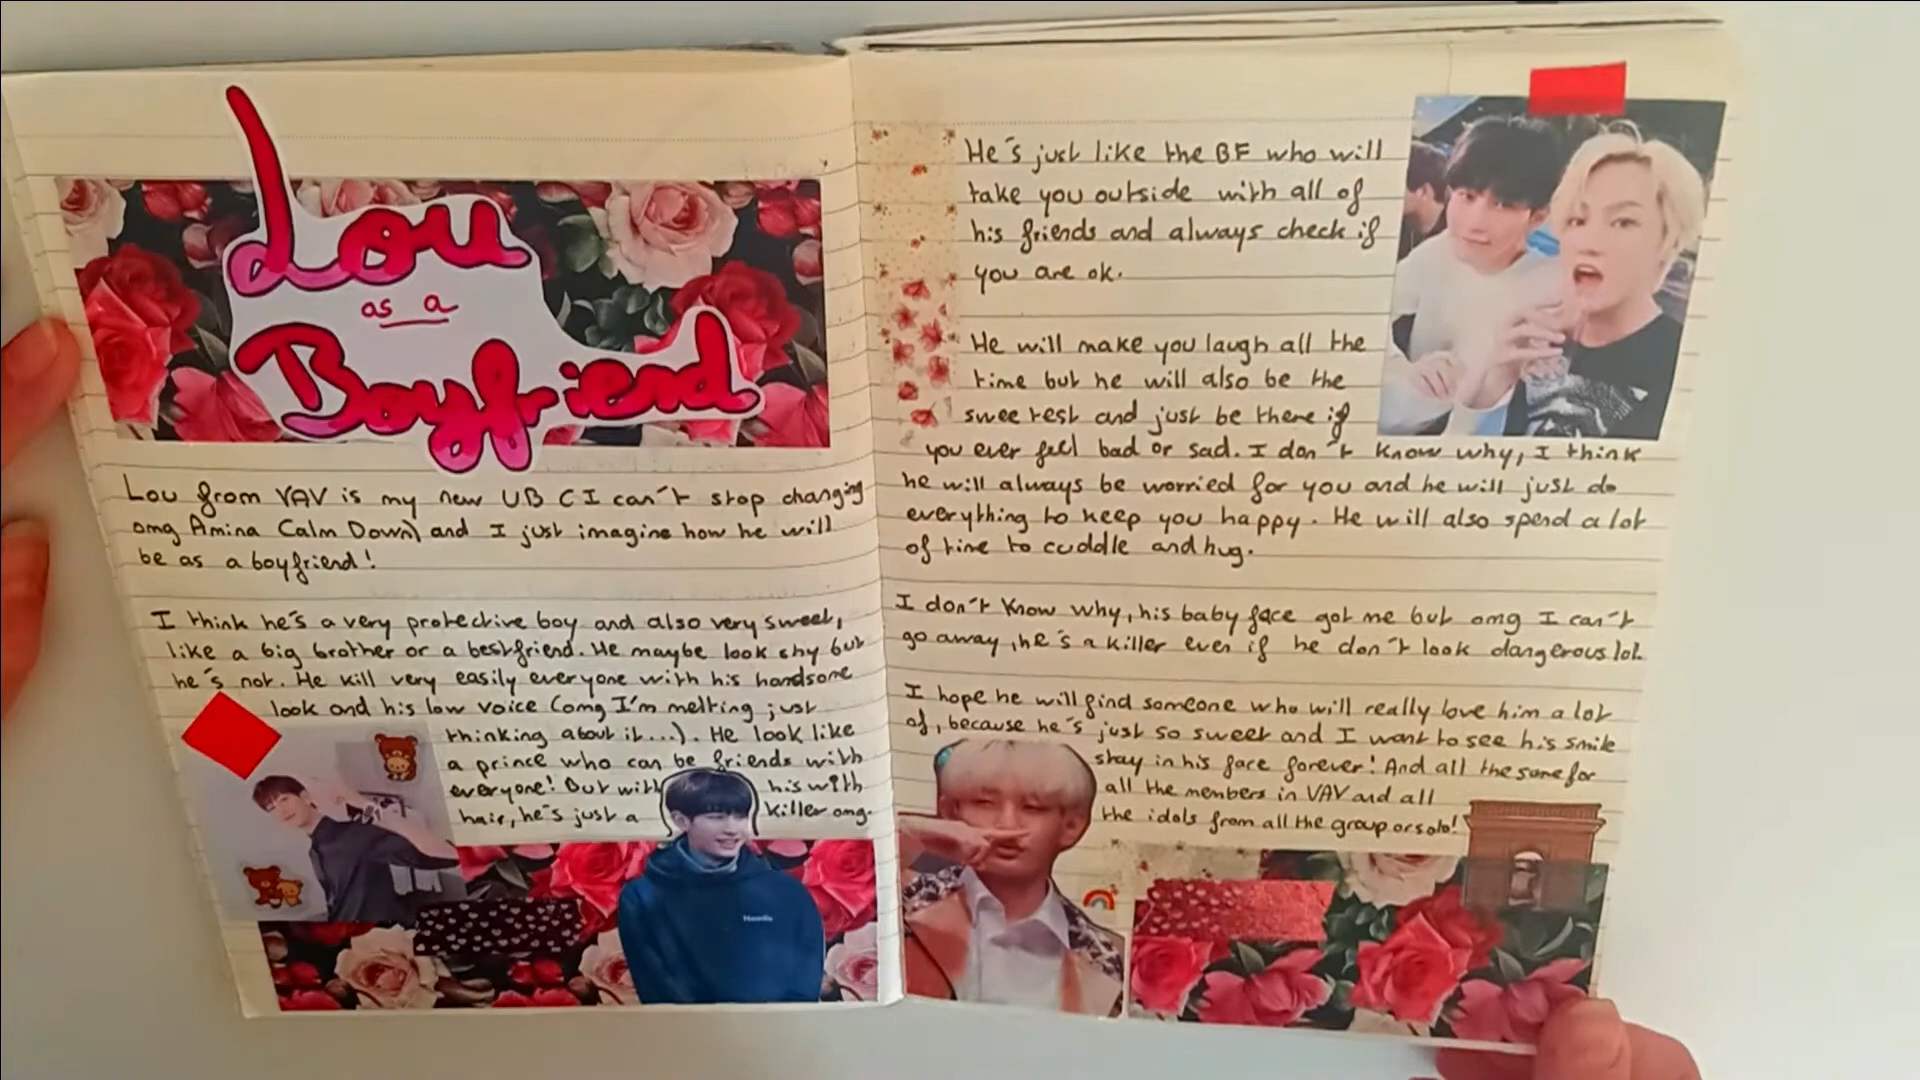 Lou
as a
Boyfriend
Lou from VAV is my new UB ( I can't stop changing
omg Amina Calm Down) and I just imagine how he will
be as a boyfriend!
I think he's a very protective boy and also very sweet,
like a big brother or a bestfriend. He maybe look shy but
he's not. He kill very easily everyone with his handsome
look and his low voice (omg I'm melting just
thinking about it...). He look like
a prince who can be friends with
everyone! But with his with
hair, he's just a killer omg.
Hoodie
He's just like the BF who will
take you outside with all of
his friends and always check if
you are ok.
He will make you laugh all the
time but he will also be the
sweetest and just be there if
you ever feel bad or sad. I don't know why, I think
he will always be worried for you and he will just do
everything to keep you happy. He will also spend a lot
of time to cuddle and hug.
I don't know why, his baby face got me but omg I can't
go away, he's a killer even if he don't look dangerous lol.
I hope he will find someone who will really love him a lot
of, because he's just so sweet and I want to see his smile
stay in his face forever! And all the same for
all the members in VAV and all
the idols from all the group or solo!